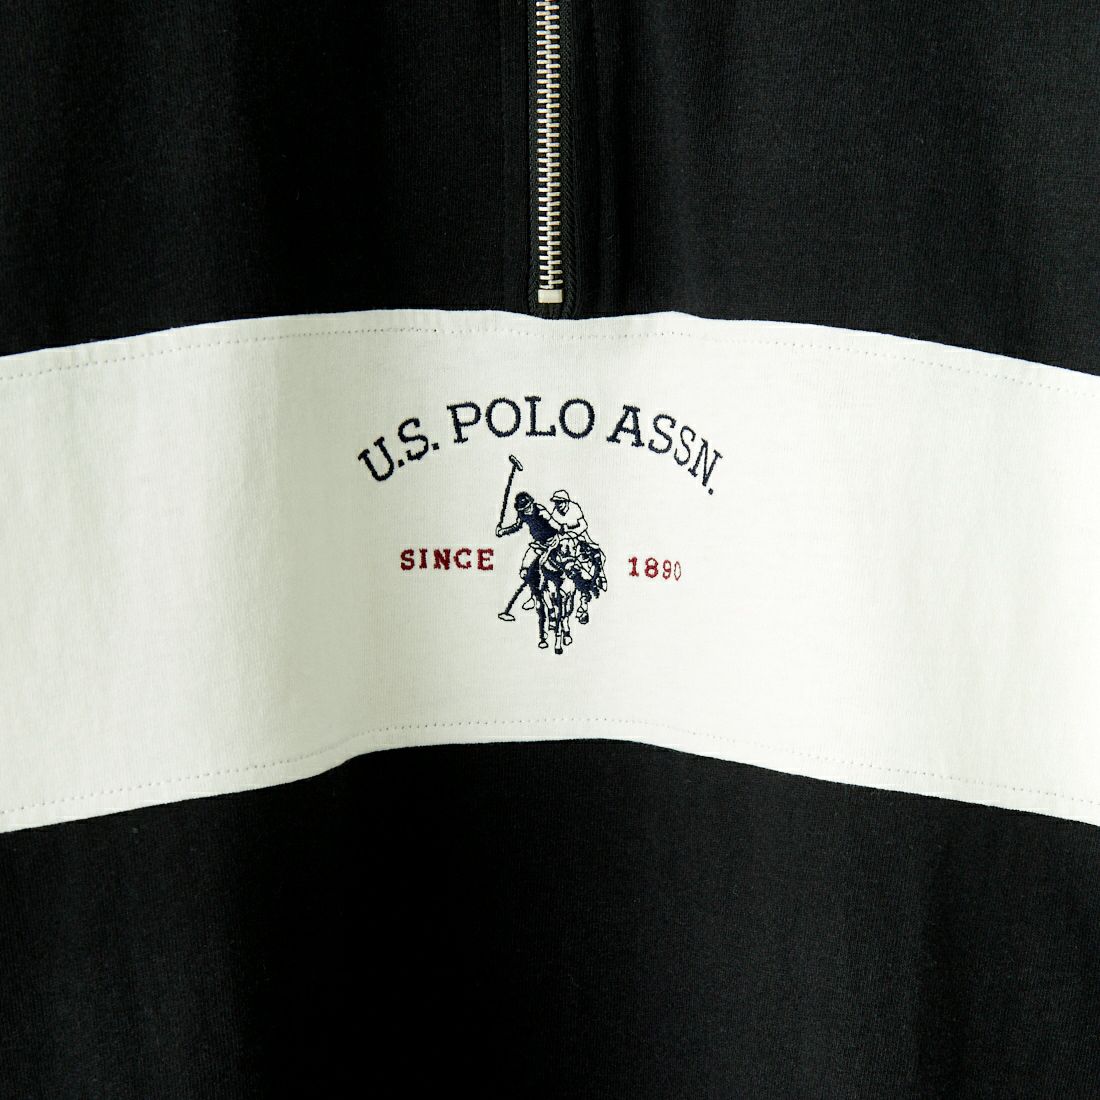 U.S. POLO ASSN.
SINCE 1890